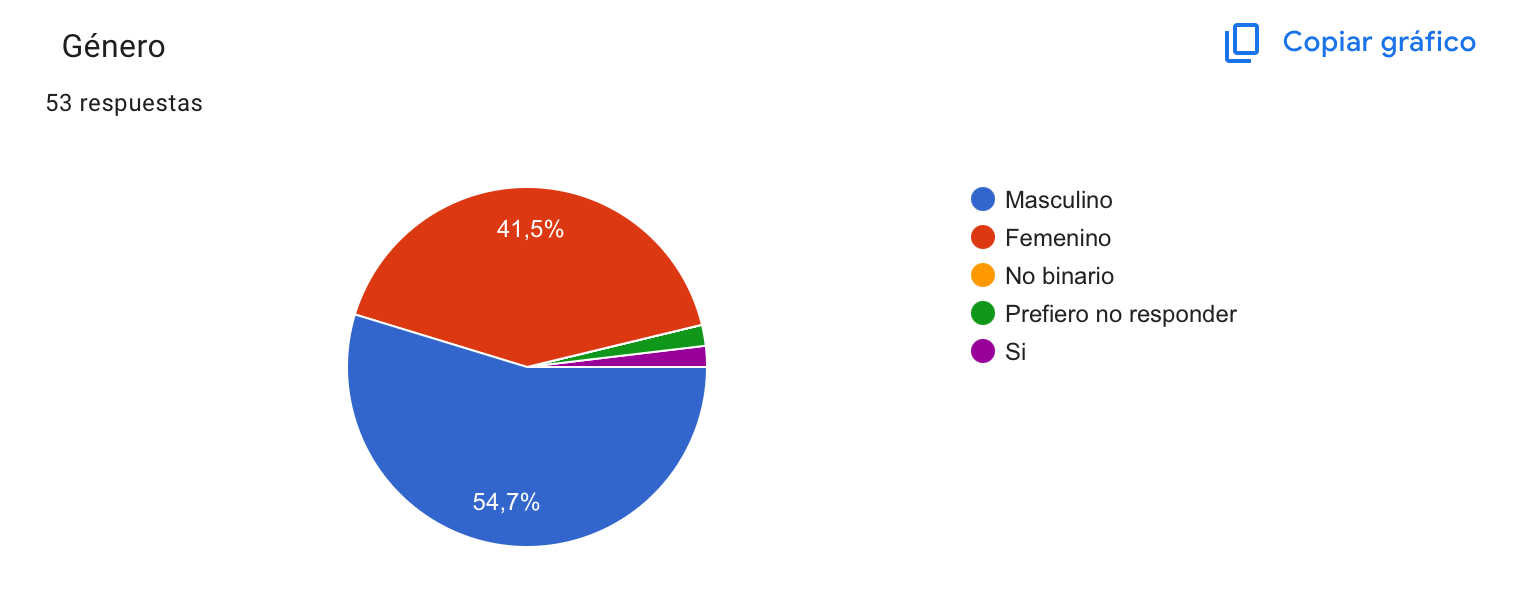 Género
Copiar gráfico
53 respuestas
41,5%
54,7%
Masculino
Femenino
No binario
Prefiero no responder
Si